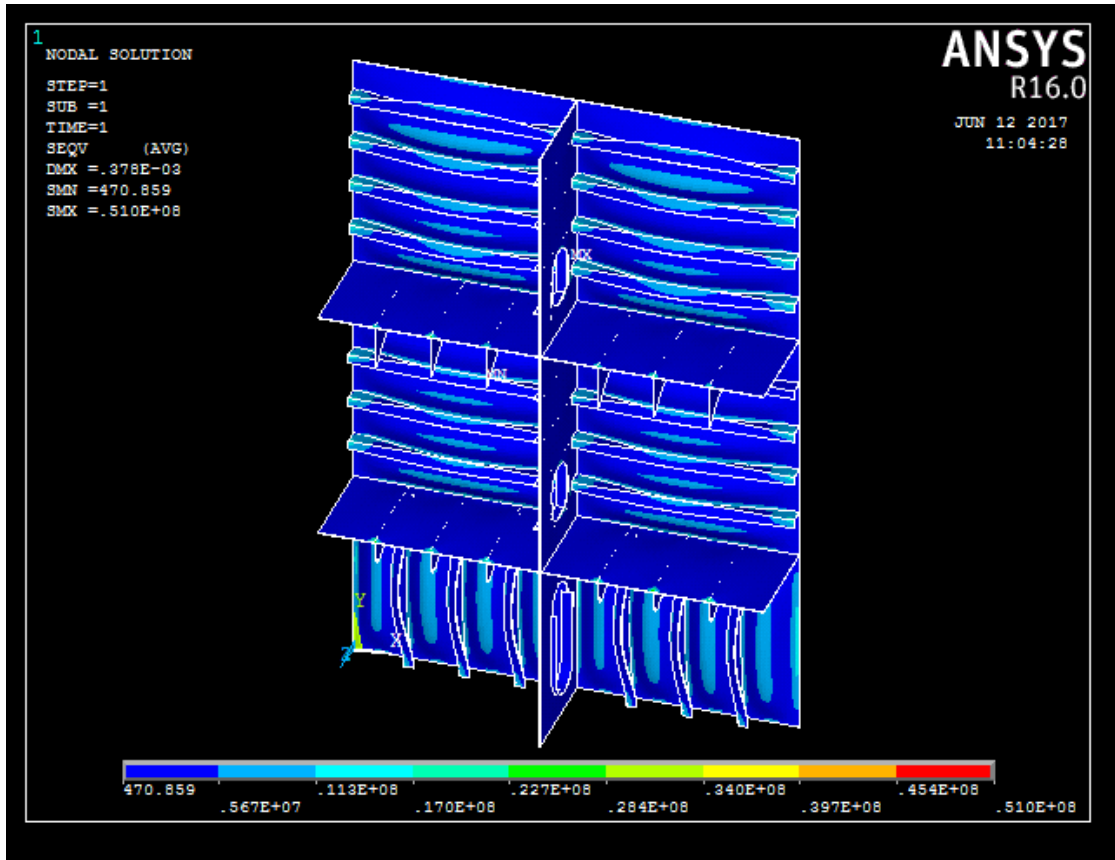 1
NODAL SOLUTION
STEP=1
SUB =1
TIME=1
SEQV (AVG)
DMX =.378E-03
SMN =470.859
SMX =.510E+08
ANSYS
R16.0
JUN 12 2017
11:04:28
MX
MN
Y
X
Z
470.859 .113E+08 .227E+08 .340E+08 .454E+08
.567E+07 .170E+08 .284E+08 .397E+08 .510E+08